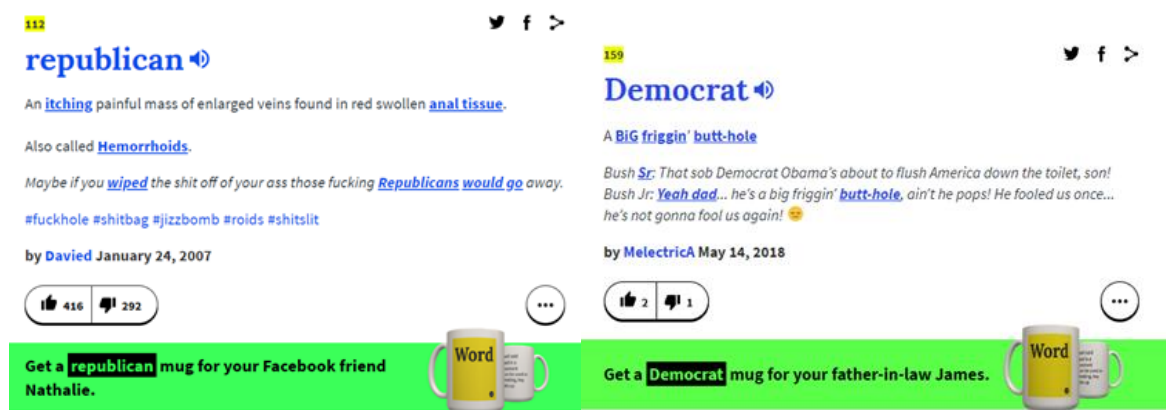 112
republican
An itching painful mass of enlarged veins found in red swollen anal tissue.
Also called Hemorrhoids.
Maybe if you wiped the shit off of your ass those fucking Republicans would go away.
#fuckhole #shitbag #jizzbomb #roids #shitslit
by Davied January 24, 2007
416 292
Get a republican mug for your Facebook friend
Nathalie.
Word
159
Democrat
A BiG friggin' butt-hole
Bush Sr: That sob Democrat Obama's about to flush America down the toilet, son!
Bush Jr: Yeah dad... he's a big friggin' butt-hole, ain't he pops! He fooled us once...
he's not gonna fool us again! 😑
by MelectricA May 14, 2018
2 1
Get a Democrat mug for your father-in-law James.
Word